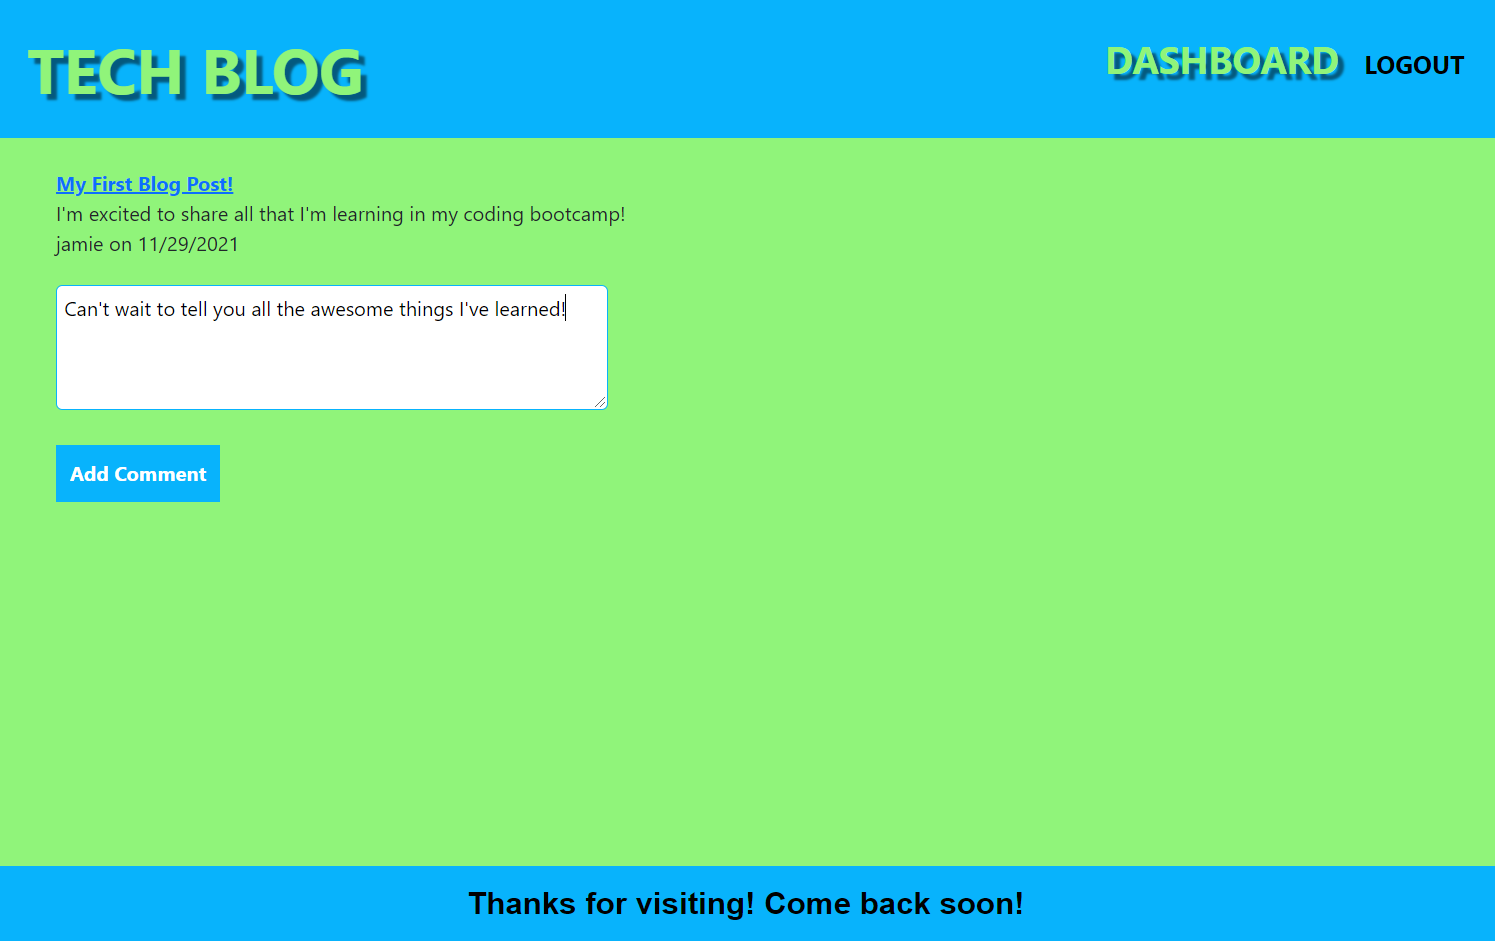 TECH BLOG
DASHBOARD LOGOUT
My First Blog Post!
I'm excited to share all that I'm learning in my coding bootcamp!
jamie on 11/29/2021
Can't wait to tell you all the awesome things I've learned!
Add Comment
Thanks for visiting! Come back soon!